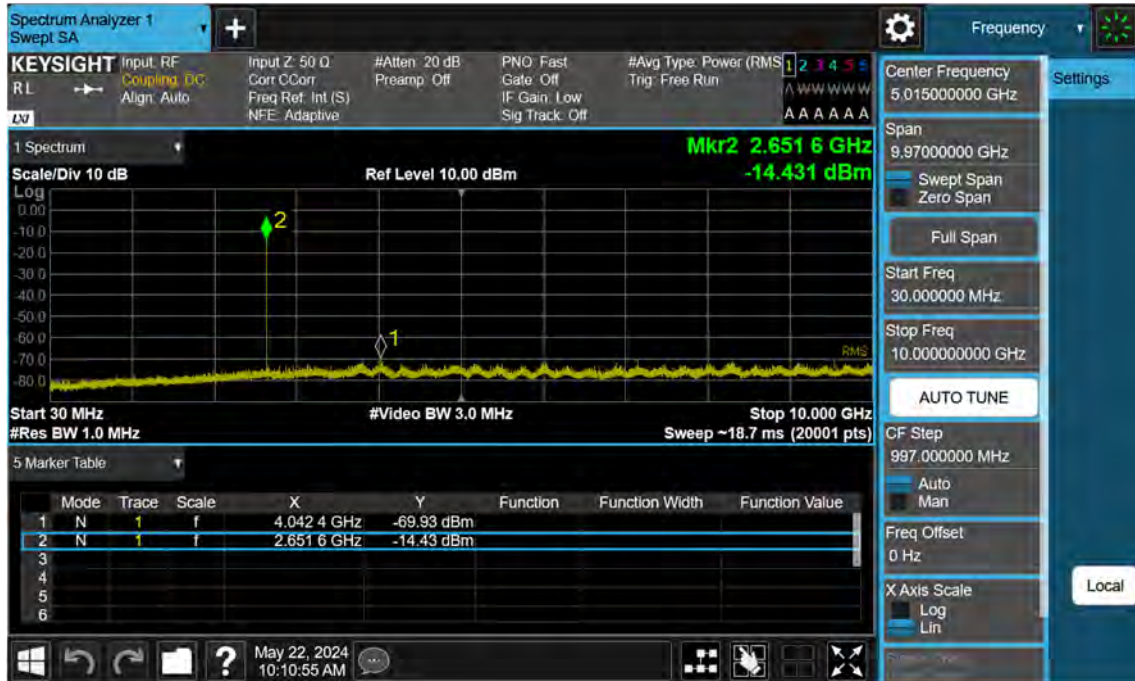 Spectrum Analyzer 1
Swept SA
+
Frequency
KEYSIGHT
RL
LXI
Input: RF
Coupling: DC
Align: Auto
Input Z: 50 Ω
Corr CCorr
Freq Ref: Int (S)
NFE: Adaptive
#Atten: 20 dB
Preamp: Off
PNO: Fast
Gate: Off
IF Gain: Low
Sig Track: Off
#Avg Type: Power (RMS
Trig: Free Run
1 2 3 4 5 6
A W W W W W
A A A A A A
1 Spectrum
Mkr2 2.651 6 GHz
Scale/Div 10 dB
Ref Level 10.00 dBm
-14.431 dBm
Log
0.00
-10.0
-20.0
-30.0
-40.0
-50.0
-60.0
-70.0
-80.0
2
1
RMS
Start 30 MHz
#Video BW 3.0 MHz
Stop 10.000 GHz
#Res BW 1.0 MHz
Sweep ~18.7 ms (20001 pts)
5 Marker Table
Mode Trace Scale X Y Function Function Width Function Value
1 N 1 f 4.042 4 GHz -69.93 dBm
2 N 1 f 2.651 6 GHz -14.43 dBm
3
4
5
6
May 22, 2024
10:10:55 AM
Center Frequency
5.015000000 GHz
Span
9.97000000 GHz
Swept Span
Zero Span
Full Span
Start Freq
30.000000 MHz
Stop Freq
10.000000000 GHz
AUTO TUNE
CF Step
997.000000 MHz
Auto
Man
Freq Offset
0 Hz
X Axis Scale
Log
Lin
Settings
Local